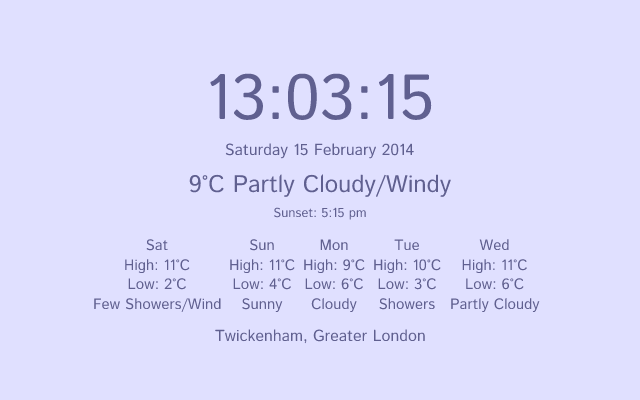 13:03:15
Saturday 15 February 2014
9°C Partly Cloudy/Windy
Sunset: 5:15 pm
Sat Sun Mon Tue Wed
High: 11°C High: 11°C High: 9°C High: 10°C High: 11°C
Low: 2°C Low: 4°C Low: 6°C Low: 3°C Low: 6°C
Few Showers/Wind Sunny Cloudy Showers Partly Cloudy
Twickenham, Greater London